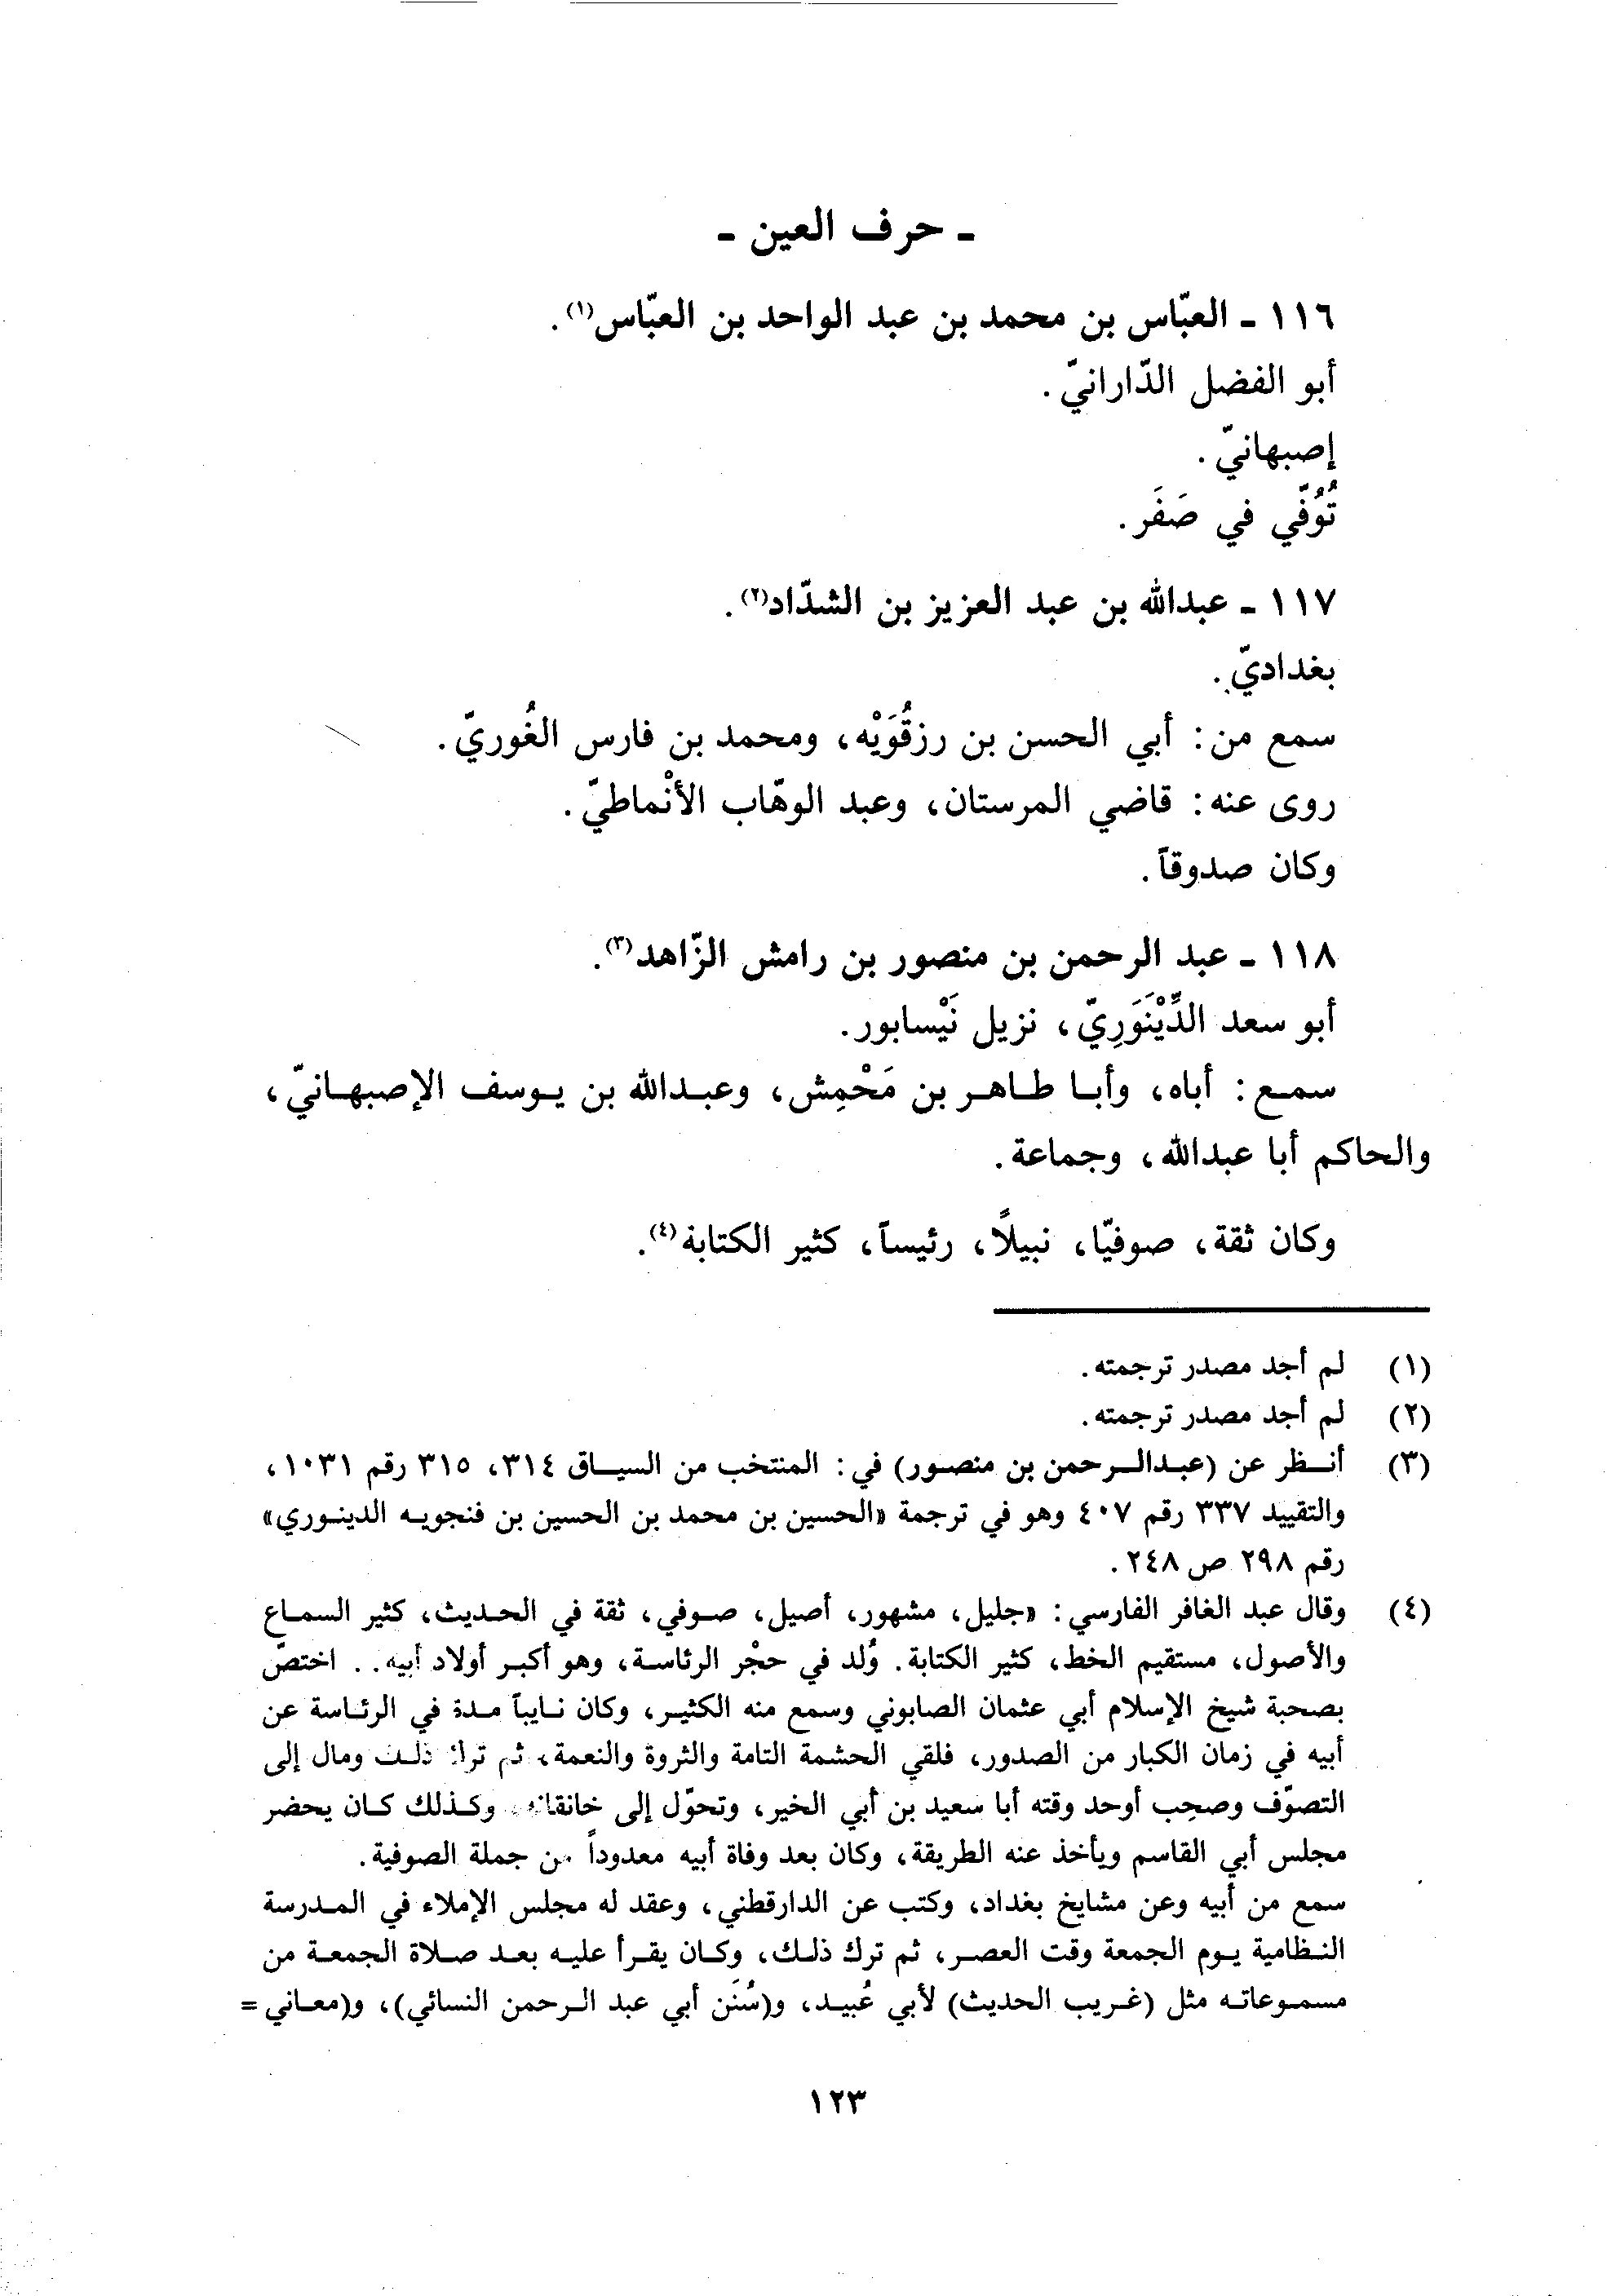 - حرف العين -
١١٦ - العبّاس بن محمد بن عبد الواحد بن العبّاس(١).
أبو الفضل الدّارانيّ.
إصبهانيّ.
تُوُفّي في صَفَر.
١١٧ - عبدالله بن عبد العزيز بن الشدّاد(٢).
بغداديّ.
سمع من: أبي الحسن بن رزقُوَيْه، ومحمد بن فارس الغُوريّ.
روى عنه: قاضي المرستان، وعبد الوهّاب الأنْماطيّ.
وكان صدوقاً.
١١٨ - عبد الرحمن بن منصور بن رامش الزّاهد(٣).
أبو سعد الدِّيْنَوَرِيّ، نزيل نَيْسابور.
سمع: أباه، وأبا طاهر بن مَحْمِش، وعبدالله بن يوسف الإصبهانيّ،
والحاكم أبا عبدالله، وجماعة.
وكان ثقة، صوفيّا، نبيلًا، رئيساً، كثير الكتابة(٤).
(١) لم أجد مصدر ترجمته.
(٢) لم أجد مصدر ترجمته.
(٣) أنظر عن (عبدالرحمن بن منصور) في: المنتخب من السياق ٣١٤، ٣١٥ رقم ١٠٣١،
والتقييد ٣٣٧ رقم ٤٠٧ وهو في ترجمة «الحسين بن محمد بن الحسين بن فنجويه الدينوري»
رقم ٢٩٨ ص ٢٤٨.
(٤) وقال عبد الغافر الفارسي: «جليل، مشهور، أصيل، صوفي، ثقة في الحديث، كثير السماع
والأصول، مستقيم الخط، كثير الكتابة. وُلد في حجْر الرئاسة، وهو أكبر أولاد أبيه.. اختصّ
بصحبة شيخ الإسلام أبي عثمان الصابوني وسمع منه الكثير، وكان نايباً مدة في الرئاسة عن
أبيه في زمان الكبار من الصدور، فلقي الحشمة التامة والثروة والنعمة، ثم ترك ذلك ومال إلى
التصوّف وصحِب أوحد وقته أبا سعيد بن أبي الخير، وتحوّل إلى خانقانه، وكذلك كان يحضر
مجلس أبي القاسم ويأخذ عنه الطريقة، وكان بعد وفاة أبيه معدوداً من جملة الصوفية.
سمع من أبيه وعن مشايخ بغداد، وكتب عن الدارقطني، وعقد له مجلس الإملاء في المدرسة
النظامية يوم الجمعة وقت العصر، ثم ترك ذلك، وكان يقرأ عليه بعد صلاة الجمعة من
مسموعاته مثل (غريب الحديث) لأبي عُبيد، و(سُنَن أبي عبد الرحمن النسائي)، و(معاني =
١٢٣